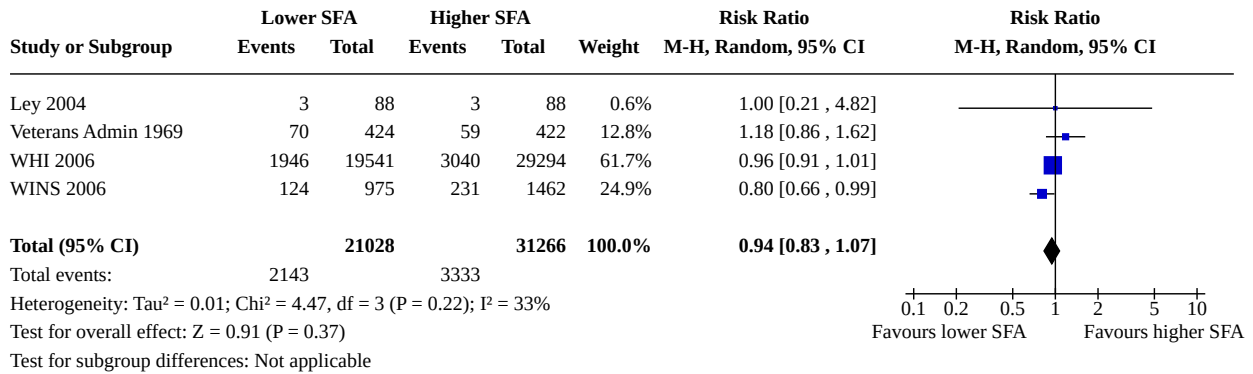 Lower SFA Higher SFA Risk Ratio Risk Ratio
Study or Subgroup Events Total Events Total Weight M-H, Random, 95% CI M-H, Random, 95% CI
Ley 2004 3 88 3 88 0.6% 1.00 [0.21 , 4.82]
Veterans Admin 1969 70 424 59 422 12.8% 1.18 [0.86 , 1.62]
WHI 2006 1946 19541 3040 29294 61.7% 0.96 [0.91 , 1.01]
WINS 2006 124 975 231 1462 24.9% 0.80 [0.66 , 0.99]
Total (95% CI) 21028 31266 100.0% 0.94 [0.83 , 1.07]
Total events: 2143 3333
Heterogeneity: Tau² = 0.01; Chi² = 4.47, df = 3 (P = 0.22); I² = 33%
Test for overall effect: Z = 0.91 (P = 0.37)
Test for subgroup differences: Not applicable
0.1 0.2 0.5 1 2 5 10
Favours lower SFA Favours higher SFA